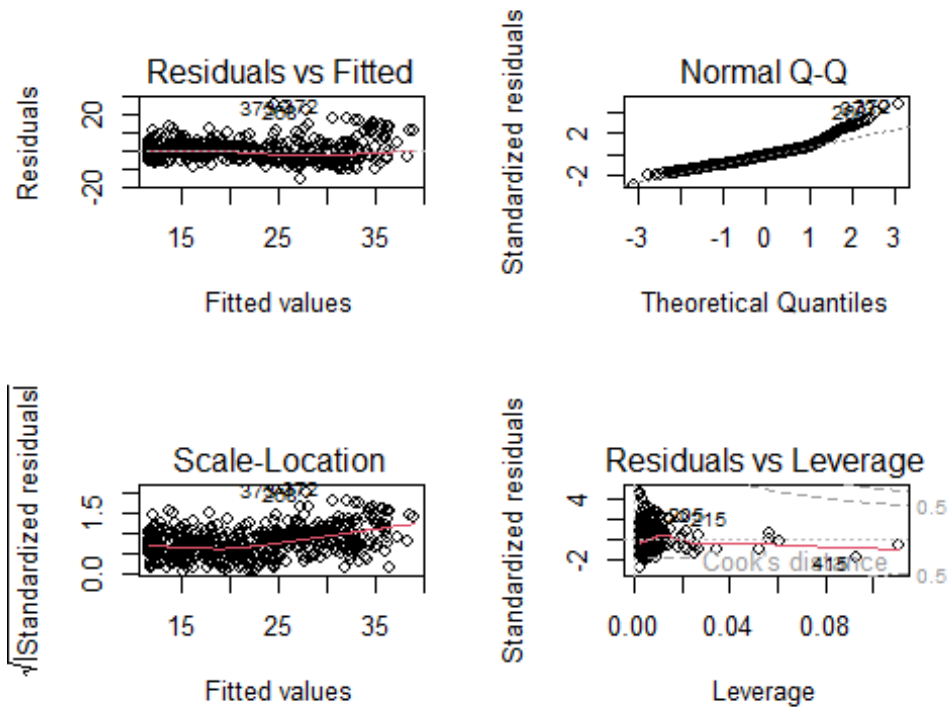 Residuals vs Fitted
Residuals
20
-20
15
25
35
Fitted values
Normal Q-Q
Standardized residuals
2
-2
-3
-1
0
1
2
3
Theoretical Quantiles
Scale-Location
√|Standardized residuals|
1.5
0.0
15
25
35
Fitted values
Residuals vs Leverage
Standardized residuals
4
-2
215
415
Cook's distance
0.5
0.5
0.00
0.04
0.08
Leverage